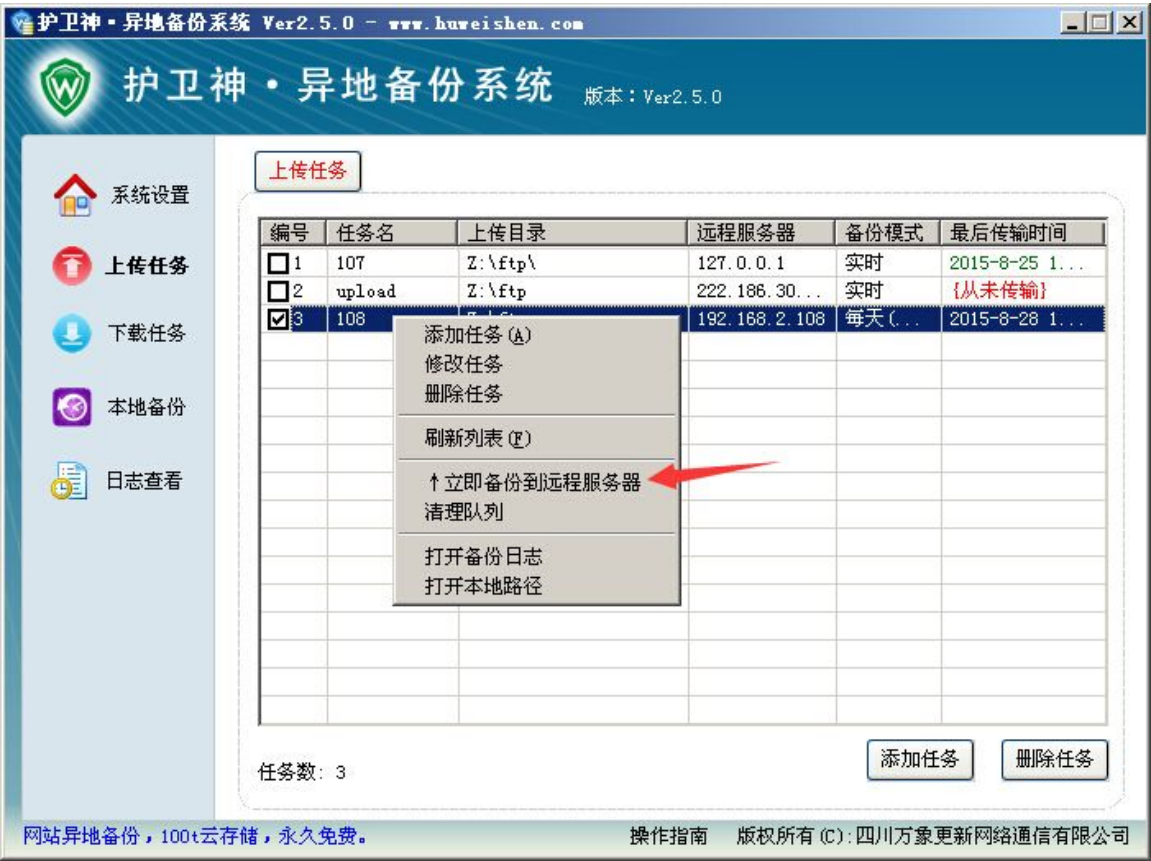 护卫神·异地备份系统 Ver2.5.0 - www.huweishen.com
护卫神·异地备份系统 版本：Ver2.5.0
系统设置
上传任务
下载任务
本地备份
日志查看
上传任务
编号 任务名 上传目录 远程服务器 备份模式 最后传输时间
1 107 Z:\ftp\ 127.0.0.1 实时 2015-8-25 1...
2 upload Z:\ftp 222.186.30... 实时 {从未传输}
3 108 192.168.2.108 每天(... 2015-8-28 1...
添加任务(A)
修改任务
删除任务
刷新列表(F)
↑立即备份到远程服务器
清理队列
打开备份日志
打开本地路径
任务数: 3
添加任务 删除任务
网站异地备份，100t云存储，永久免费。 操作指南 版权所有(C):四川万象更新网络通信有限公司